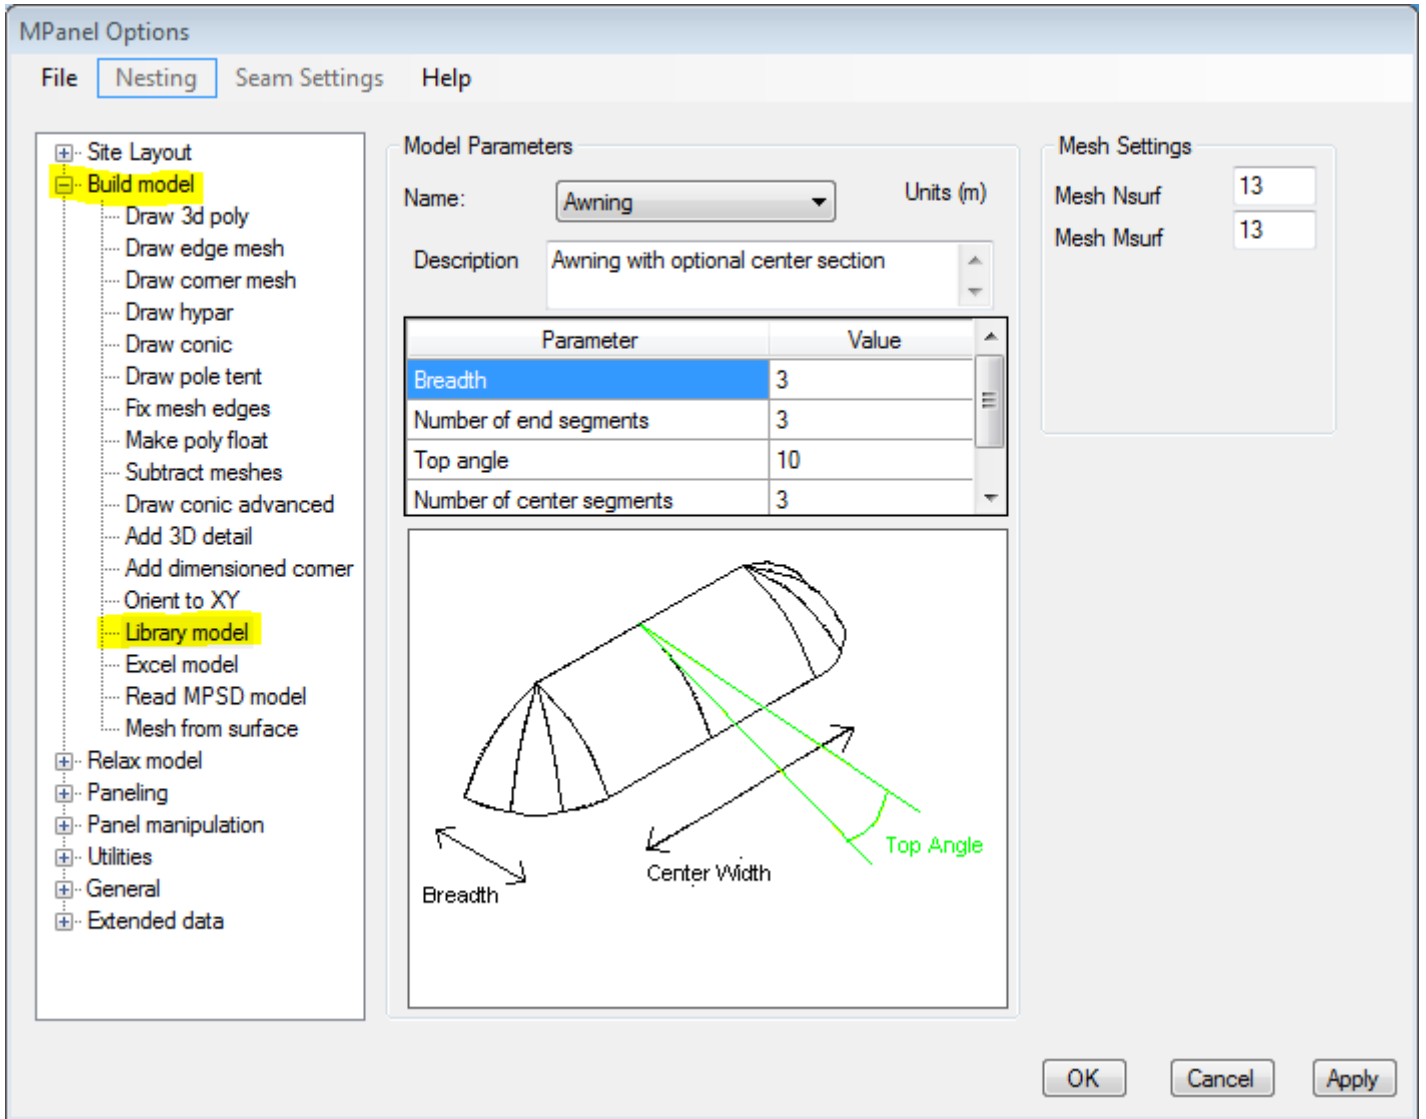 MPanel Options
File Nesting Seam Settings Help
Site Layout
Build model
Draw 3d poly
Draw edge mesh
Draw corner mesh
Draw hypar
Draw conic
Draw pole tent
Fix mesh edges
Make poly float
Subtract meshes
Draw conic advanced
Add 3D detail
Add dimensioned corner
Orient to XY
Library model
Excel model
Read MPSD model
Mesh from surface
Relax model
Paneling
Panel manipulation
Utilities
General
Extended data
Model Parameters
Name: Awning Units (m)
Description Awning with optional center section
Parameter Value
Breadth 3
Number of end segments 3
Top angle 10
Number of center segments 3
Top Angle
Center Width
Breadth
Mesh Settings
Mesh Nsurf 13
Mesh Msurf 13
OK Cancel Apply